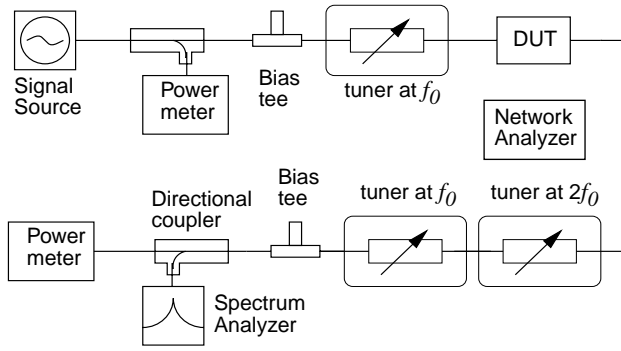 Signal
Source
Power
meter
Bias
tee
tuner at f0
DUT
Network
Analyzer
Power
meter
Directional
coupler
Spectrum
Analyzer
Bias
tee
tuner at f0
tuner at 2f0